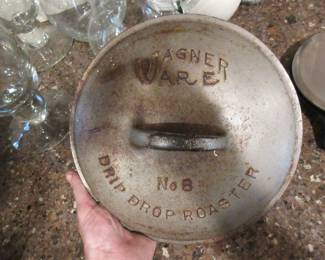 WAGNER
WARE
No 8
DRIP DROP ROASTER